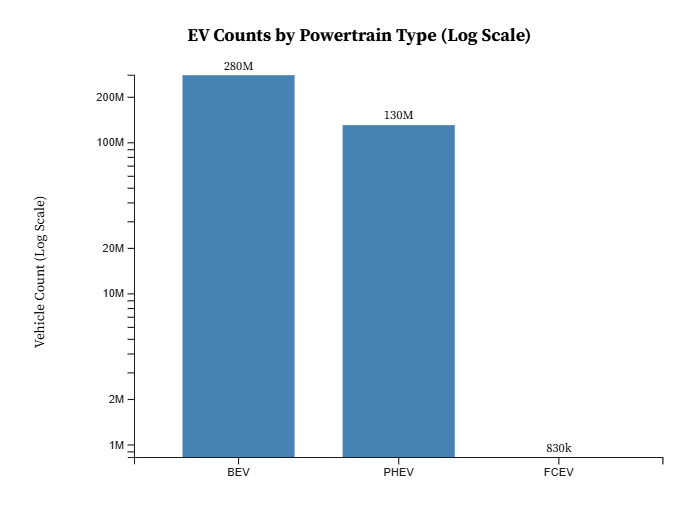 EV Counts by Powertrain Type (Log Scale)
280M
130M
830k
200M
100M
20M
10M
2M
1M
Vehicle Count (Log Scale)
BEV PHEV FCEV